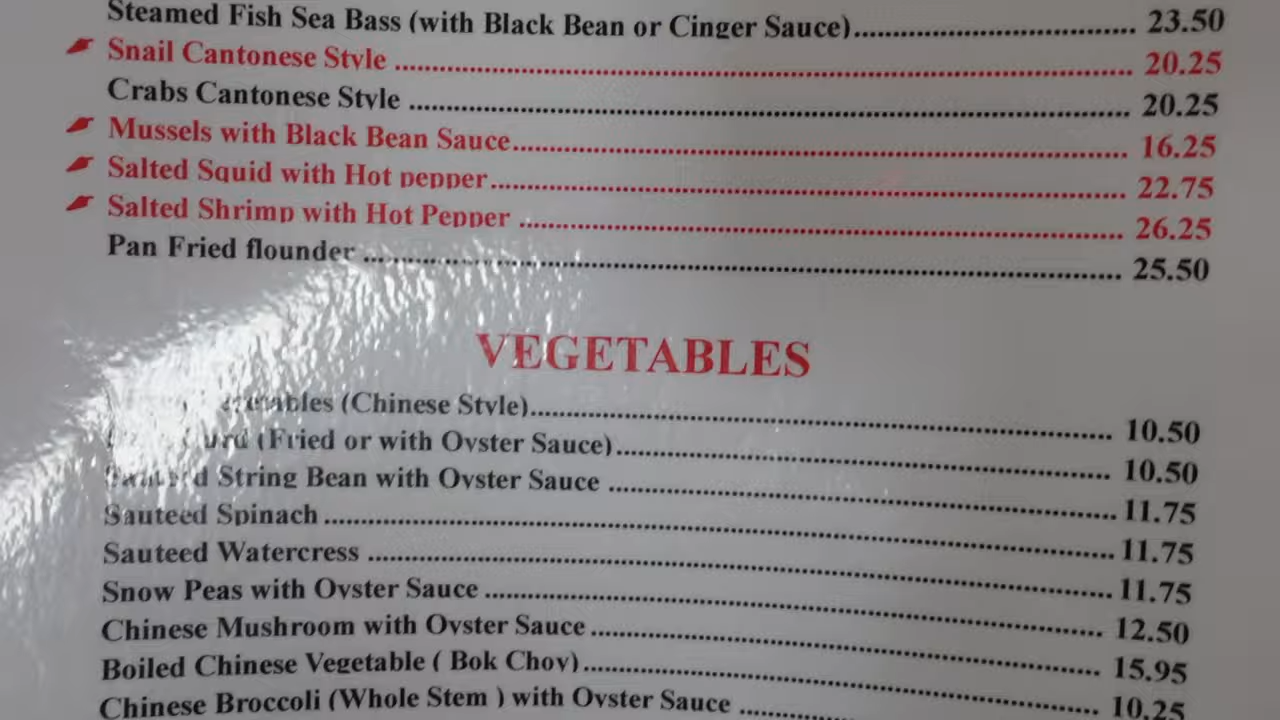 Steamed Fish Sea Bass (with Black Bean or Cinger Sauce)........ 23.50
Snail Cantonese Style ........ 20.25
Crabs Cantonese Style ........ 20.25
Mussels with Black Bean Sauce........ 16.25
Salted Squid with Hot pepper........ 22.75
Salted Shrimp with Hot Pepper ........ 26.25
Pan Fried flounder ........ 25.50
VEGETABLES
(Chinese Style)........ 10.50
(Fried or with Oyster Sauce)........ 10.50
String Bean with Oyster Sauce ........ 11.75
Sauteed Spinach ........ 11.75
Sauteed Watercress ........ 11.75
Snow Peas with Oyster Sauce ........ 12.50
Chinese Mushroom with Oyster Sauce ........ 15.95
Boiled Chinese Vegetable ( Bok Choy)........ 10.25
Chinese Broccoli (Whole Stem ) with Oyster Sauce ........